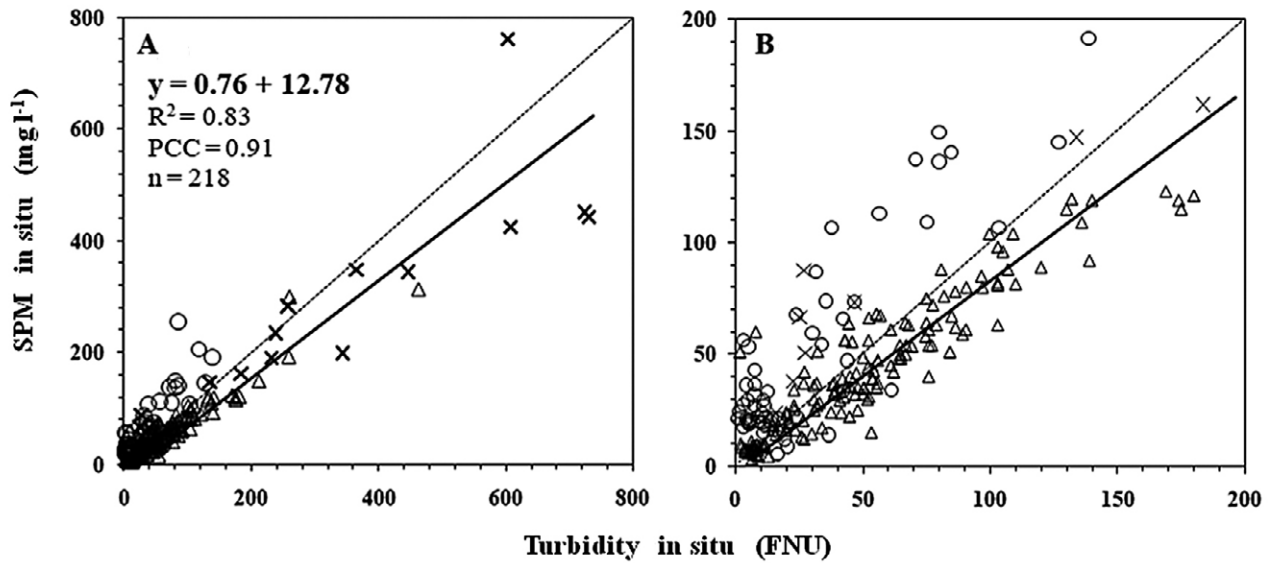 A
y = 0.76 + 12.78
R² = 0.83
PCC = 0.91
n = 218
SPM in situ (mg l⁻¹)
800
600
400
200
0
0 200 400 600 800
B
200
150
100
50
0
0 50 100 150 200
Turbidity in situ (FNU)